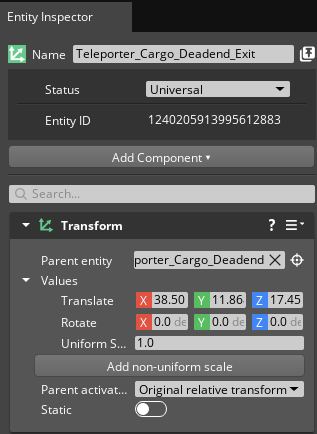 Entity Inspector
Name Teleporter_Cargo_Deadend_Exit
Status Universal
Entity ID 1240205913995612883
Add Component
Search...
Transform ?
Parent entity porter_Cargo_Deadend
Values
Translate X 38.50 Y 11.86 Z 17.45
Rotate X 0.0 de Y 0.0 de Z 0.0 de
Uniform S... 1.0
Add non-uniform scale
Parent activat... Original relative transform
Static